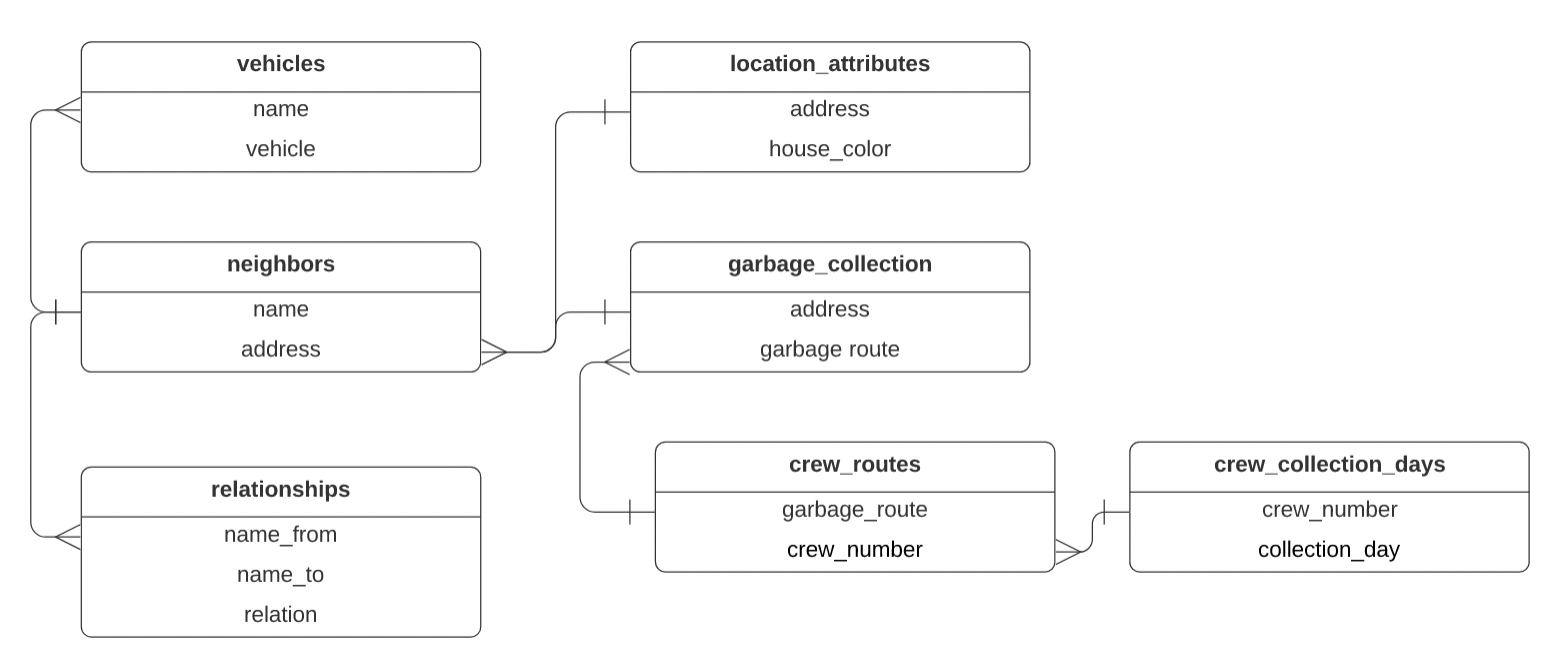 vehicles
name
vehicle
location_attributes
address
house_color
neighbors
name
address
garbage_collection
address
garbage route
relationships
name_from
name_to
relation
crew_routes
garbage_route
crew_number
crew_collection_days
crew_number
collection_day